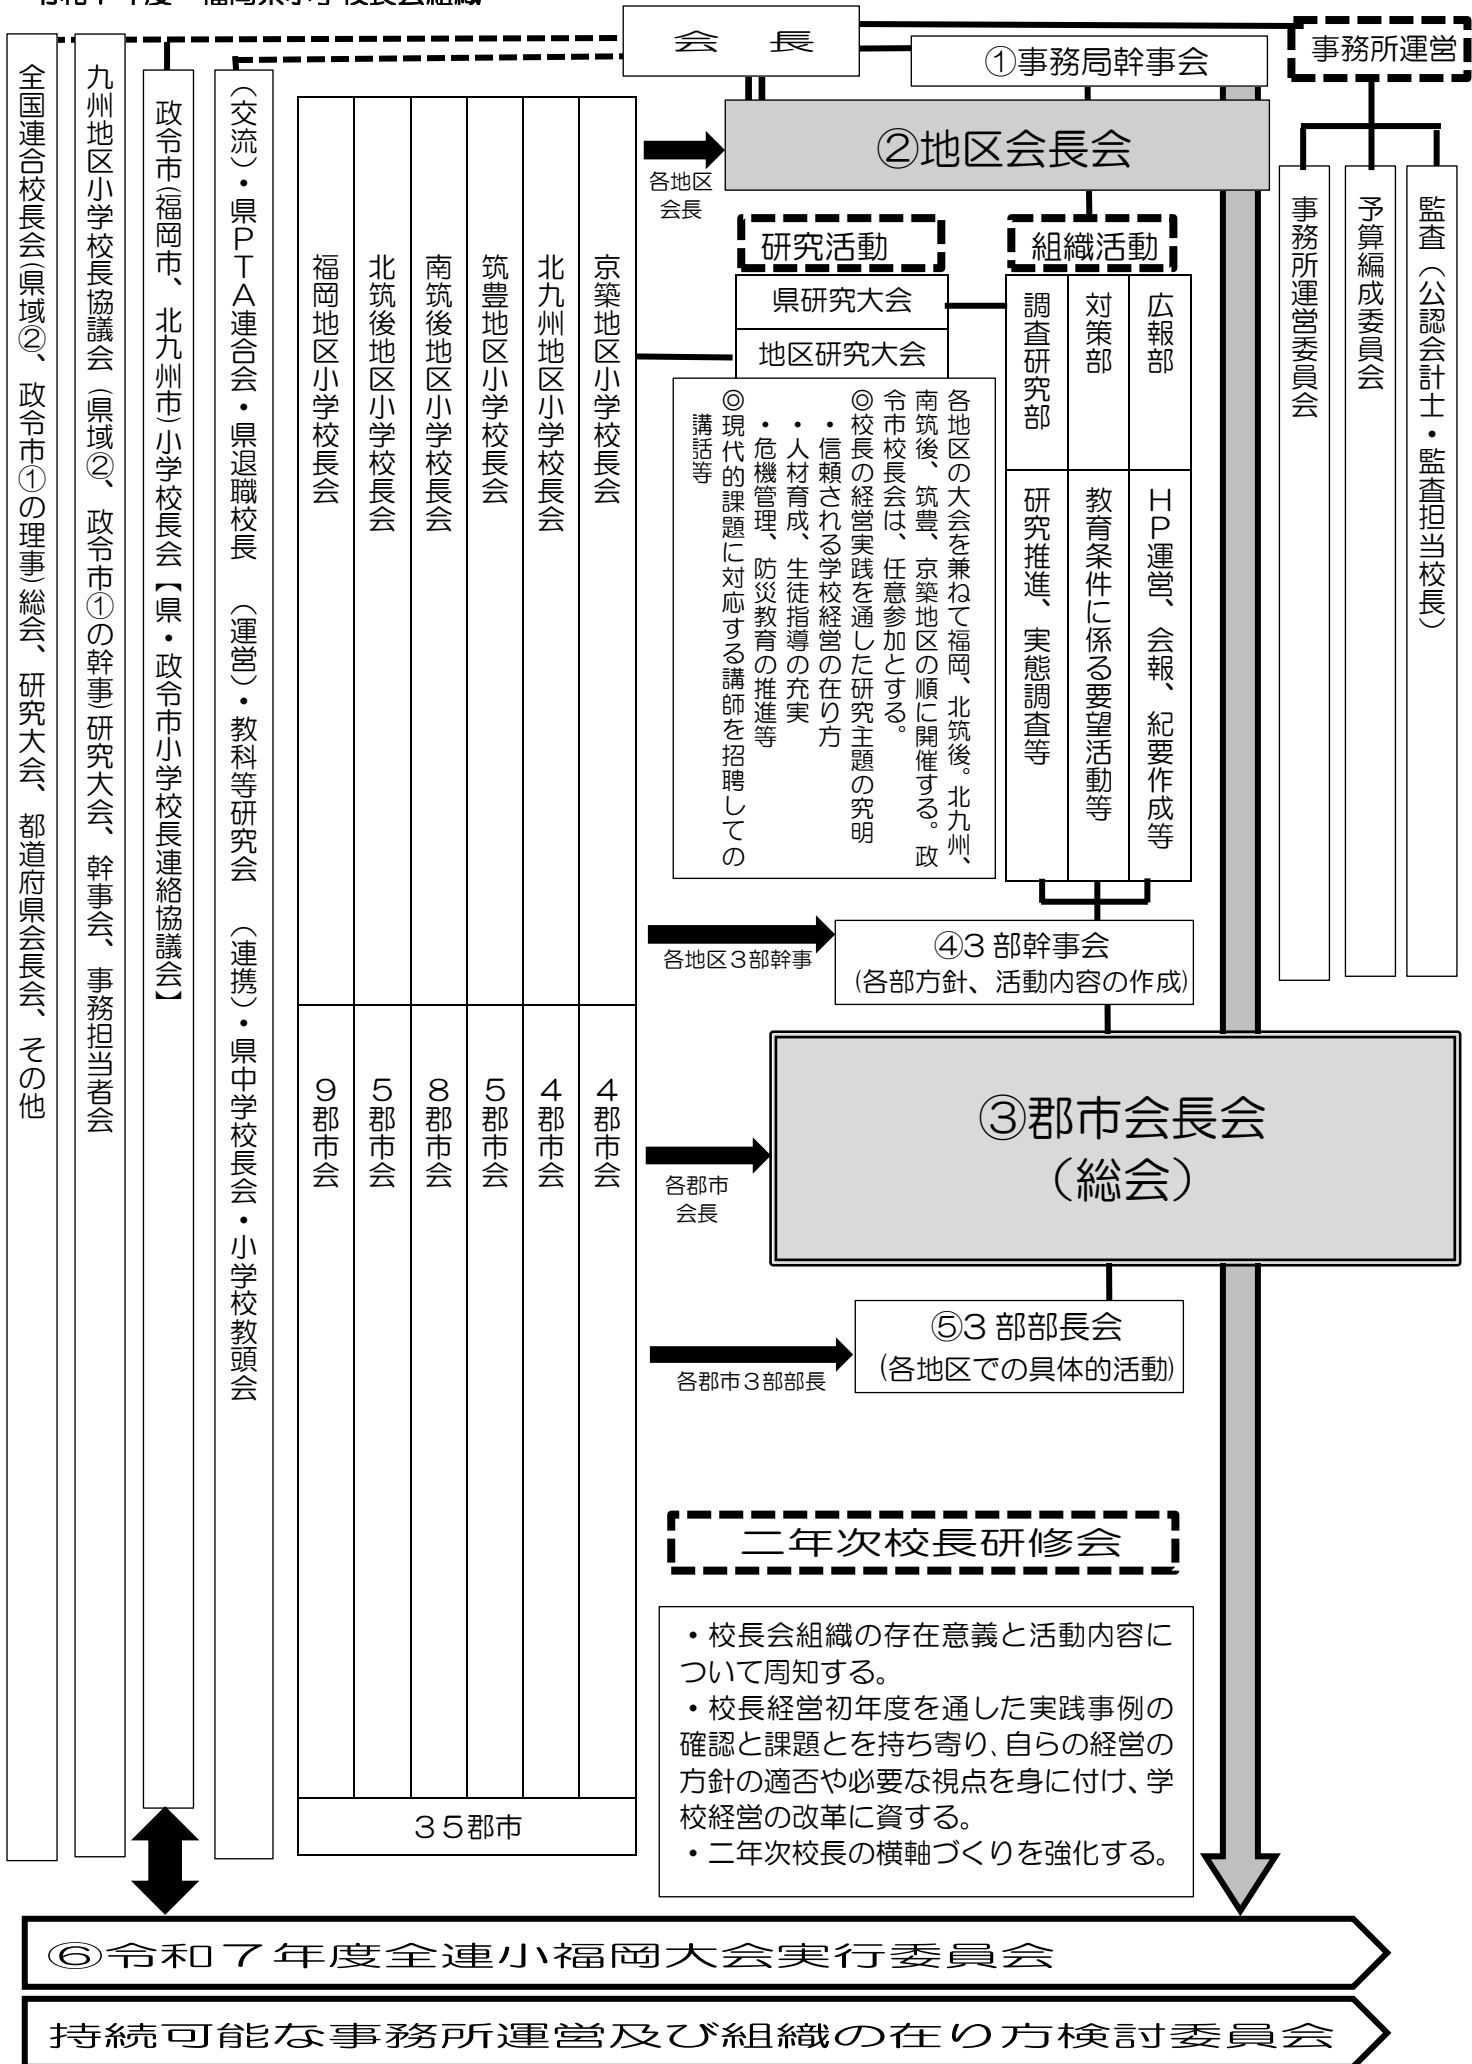 会　長
①事務局幹事会
事務所運営
②地区会長会
各地区
会長
全国連合校長会(県域②、政令市①の理事)総会、研究大会、都道府県会長会、その他
九州地区小学校長協議会(県域②、政令市①の幹事)研究大会、幹事会、事務担当者会
政令市(福岡市、北九州市)小学校長会【県・政令市小学校長連絡協議会】
(交流)・県PTA連合会・県退職校長　(運営)・教科等研究会　(連携)・県中学校長会・小学校教頭会
福岡地区小学校長会
9郡市会
北筑後地区小学校長会
5郡市会
南筑後地区小学校長会
8郡市会
筑豊地区小学校長会
5郡市会
北九州地区小学校長会
4郡市会
京築地区小学校長会
4郡市会
35郡市
研究活動
県研究大会
地区研究大会
各地区の大会を兼ねて福岡、北筑後。北九州、
南筑後、筑豊、京築地区の順に開催する。政
令市校長会は、任意参加とする。
◎校長の経営実践を通した研究主題の究明
・信頼される学校経営の在り方
・人材育成、生徒指導の充実
・危機管理、防災教育の推進等
◎現代的課題に対応する講師を招聘しての
講話等
組織活動
広報部
HP運営、会報、紀要作成等
対策部
教育条件に係る要望活動等
調査研究部
研究推進、実態調査等
監査(公認会計士・監査担当校長)
予算編成委員会
事務所運営委員会
各地区3部幹事
④3部幹事会
(各部方針、活動内容の作成)
各郡市
会長
③郡市会長会
(総会)
各郡市3部部長
⑤3部部長会
(各地区での具体的活動)
二年次校長研修会
・校長会組織の存在意義と活動内容に
ついて周知する。
・校長経営初年度を通した実践事例の
確認と課題とを持ち寄り、自らの経営の
方針の適否や必要な視点を身に付け、学
校経営の改革に資する。
・二年次校長の横軸づくりを強化する。
⑥令和7年度全連小福岡大会実行委員会
持続可能な事務所運営及び組織の在り方検討委員会